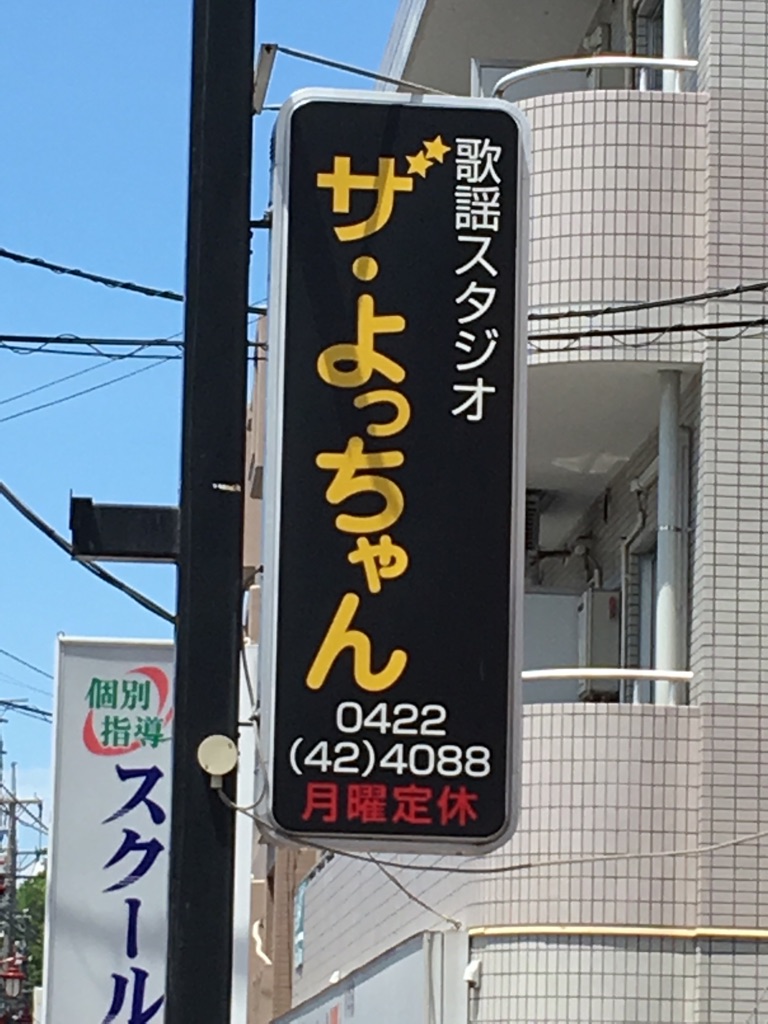 歌謡スタジオ
ザ・よっちゃん
0422
(42)4088
月曜定休
個別
指導
スクール